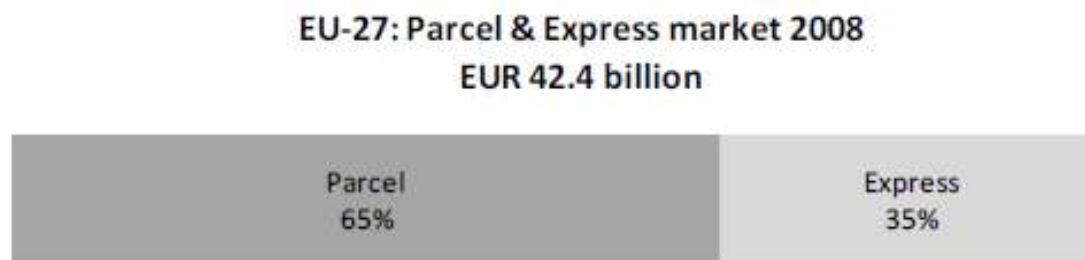 EU-27: Parcel & Express market 2008
EUR 42.4 billion
Parcel
65%
Express
35%